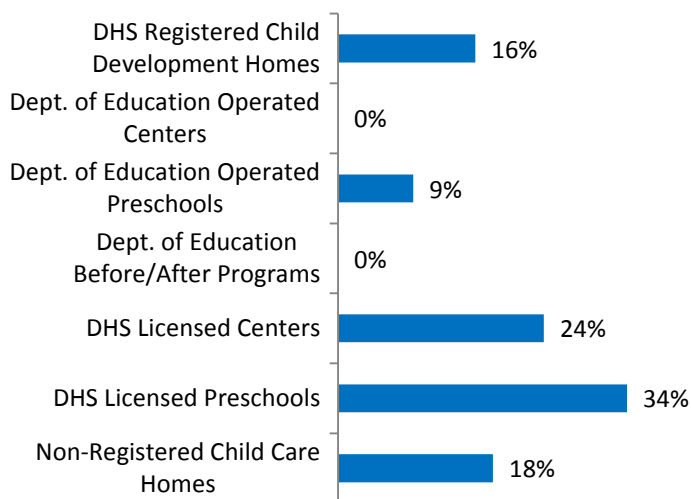 DHS Registered Child
Development Homes
16%
Dept. of Education Operated
Centers
0%
Dept. of Education Operated
Preschools
9%
Dept. of Education
Before/After Programs
0%
DHS Licensed Centers
24%
DHS Licensed Preschools
34%
Non-Registered Child Care
Homes
18%